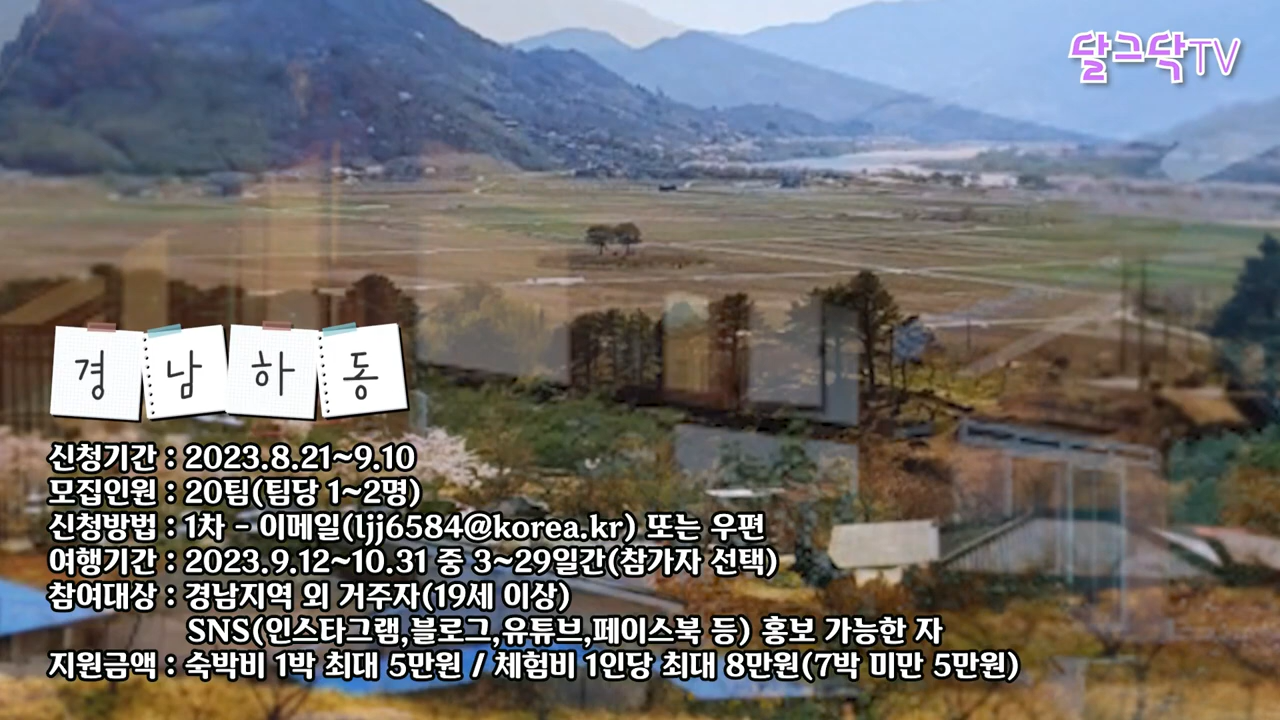 달그닥TV
경남하동
신청기간 : 2023.8.21~9.10
모집인원 : 20팀(팀당 1~2명)
신청방법 : 1차 - 이메일(ljj6584@korea.kr) 또는 우편
여행기간 : 2023.9.12~10.31 중 3~29일간(참가자 선택)
참여대상 : 경남지역 외 거주자(19세 이상)
SNS(인스타그램,블로그,유튜브,페이스북 등) 홍보 가능한 자
지원금액 : 숙박비 1박 최대 5만원 / 체험비 1인당 최대 8만원(7박 미만 5만원)